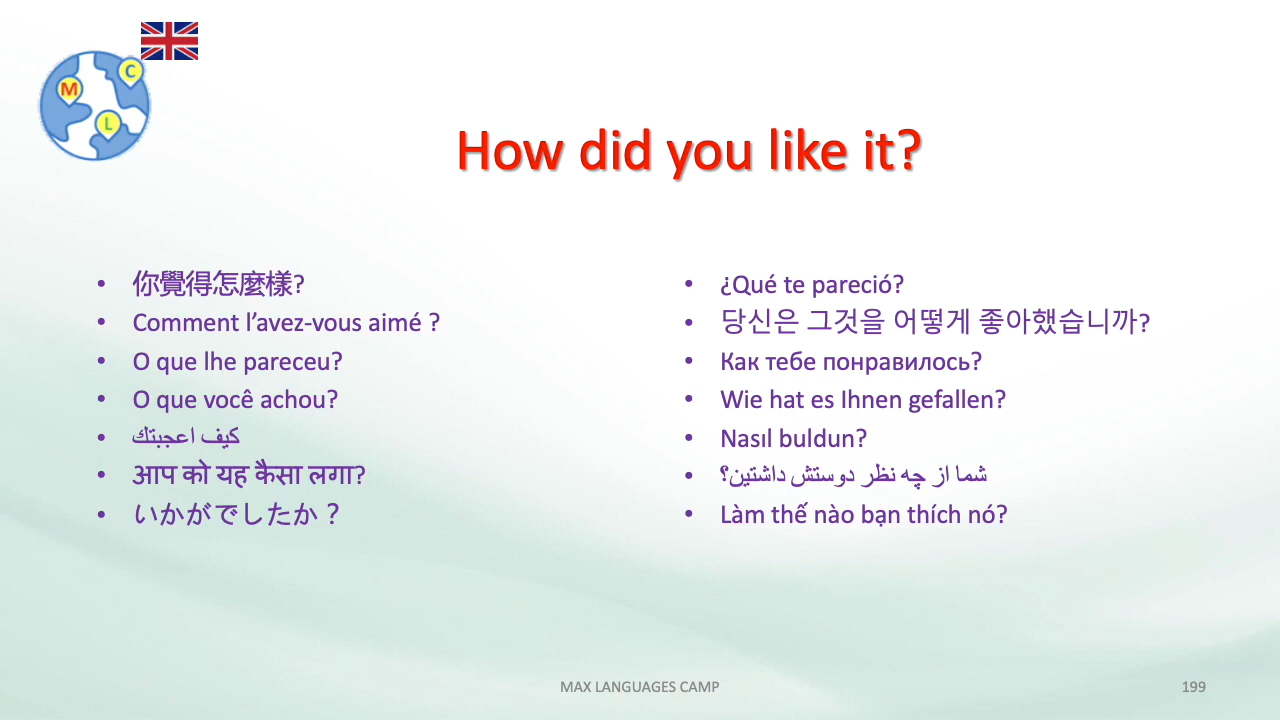 C
M
L
How did you like it?
• 你覺得怎麼樣?
• Comment l’avez-vous aimé ?
• O que lhe pareceu?
• O que você achou?
• كيف اعجبتك
• आप को यह कैसा लगा?
• いかがでしたか？
• ¿Qué te pareció?
• 당신은 그것을 어떻게 좋아했습니까?
• Как тебе понравилось?
• Wie hat es Ihnen gefallen?
• Nasıl buldun?
• شما از چه نظر دوستش داشتین؟
• Làm thế nào bạn thích nó?
MAX LANGUAGES CAMP
199